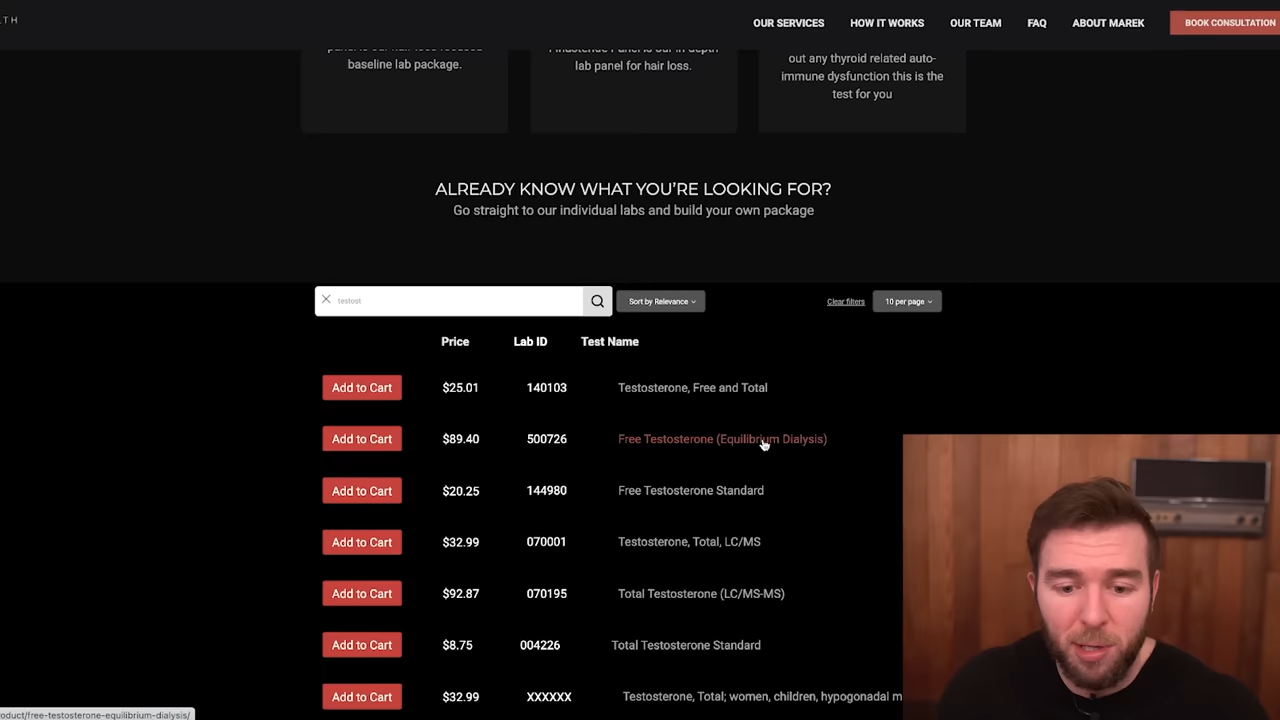 LTH
OUR SERVICES HOW IT WORKS OUR TEAM FAQ ABOUT MAREK BOOK CONSULTATION
baseline lab package.
lab panel for hair loss.
out any thyroid related auto-
immune dysfunction this is the
test for you
ALREADY KNOW WHAT YOU'RE LOOKING FOR?
Go straight to our individual labs and build your own package
testost Sort by Relevance Clear filters 10 per page
Price Lab ID Test Name
Add to Cart $25.01 140103 Testosterone, Free and Total
Add to Cart $89.40 500726 Free Testosterone (Equilibrium Dialysis)
Add to Cart $20.25 144980 Free Testosterone Standard
Add to Cart $32.99 070001 Testosterone, Total, LC/MS
Add to Cart $92.87 070195 Total Testosterone (LC/MS-MS)
Add to Cart $8.75 004226 Total Testosterone Standard
Add to Cart $32.99 XXXXXX Testosterone, Total; women, children, hypogonadal m
oduct/free-testosterone-equilibrium-dialysis/